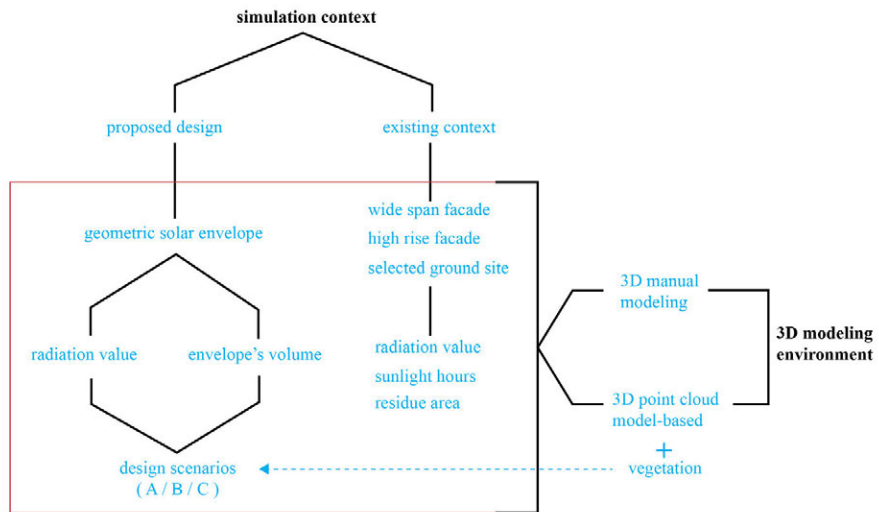 simulation context
proposed design
existing context
geometric solar envelope
wide span facade
high rise facade
selected ground site
radiation value
envelope’s volume
radiation value
sunlight hours
residue area
design scenarios
( A / B / C )
3D manual
modeling
3D point cloud
model-based
+
vegetation
3D modeling
environment